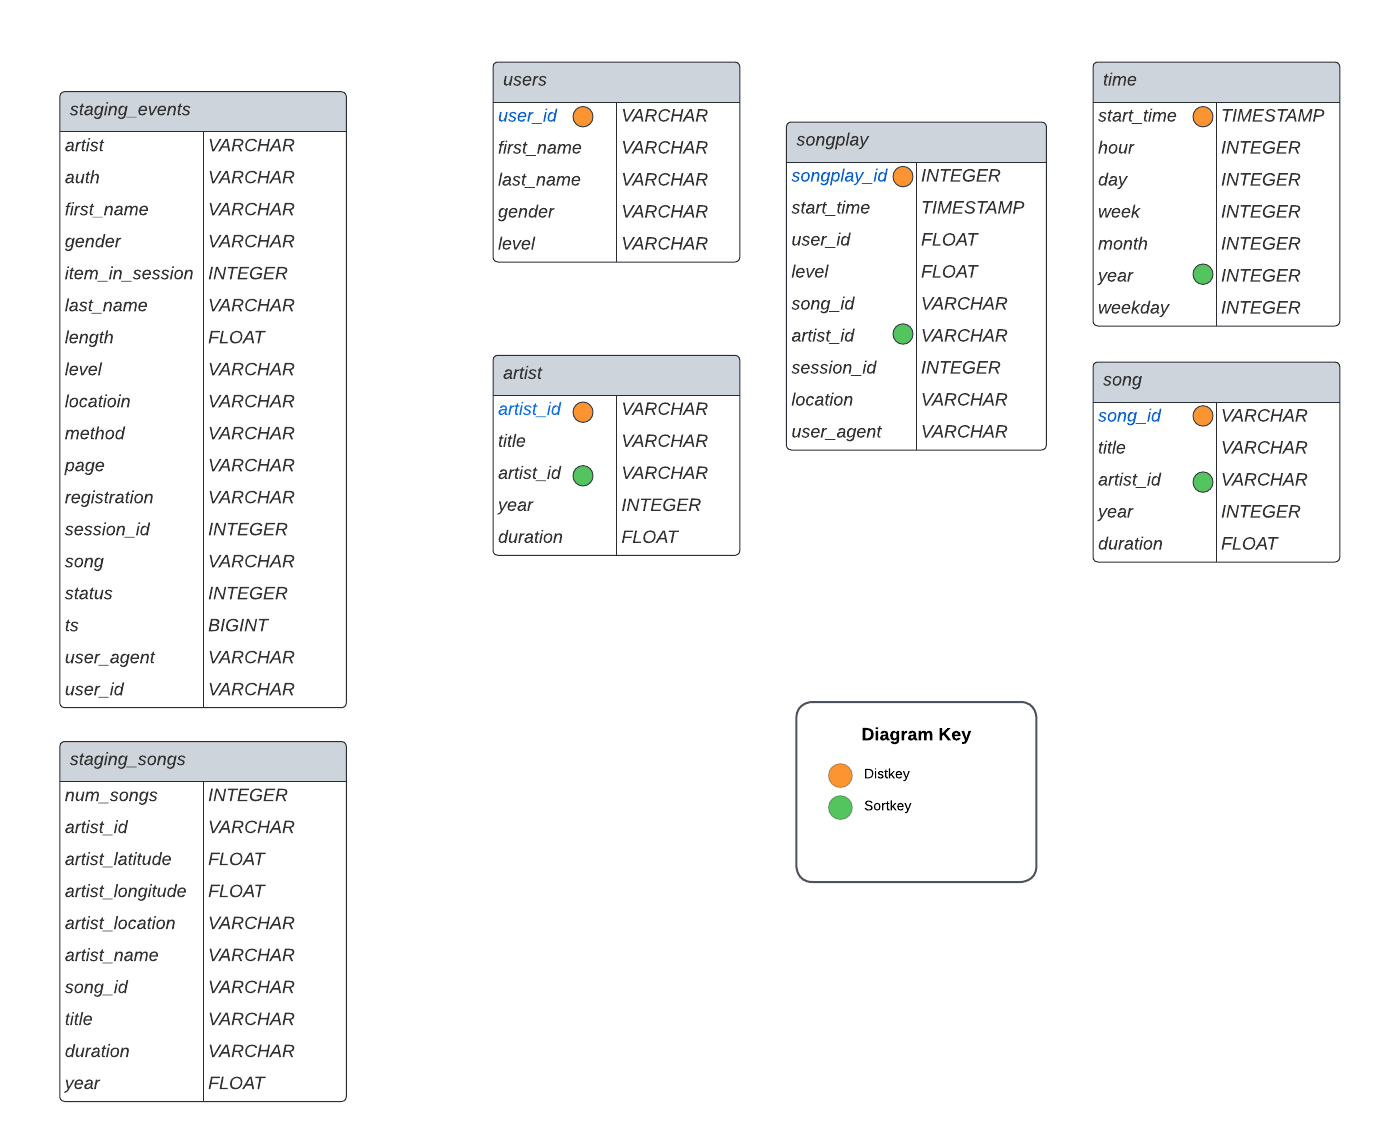 staging_events
artist VARCHAR
auth VARCHAR
first_name VARCHAR
gender VARCHAR
item_in_session INTEGER
last_name VARCHAR
length FLOAT
level VARCHAR
locatioin VARCHAR
method VARCHAR
page VARCHAR
registration VARCHAR
session_id INTEGER
song VARCHAR
status INTEGER
ts BIGINT
user_agent VARCHAR
user_id VARCHAR
staging_songs
num_songs INTEGER
artist_id VARCHAR
artist_latitude FLOAT
artist_longitude FLOAT
artist_location VARCHAR
artist_name VARCHAR
song_id VARCHAR
title VARCHAR
duration VARCHAR
year FLOAT
users
user_id VARCHAR
first_name VARCHAR
last_name VARCHAR
gender VARCHAR
level VARCHAR
artist
artist_id VARCHAR
title VARCHAR
artist_id VARCHAR
year INTEGER
duration FLOAT
songplay
songplay_id INTEGER
start_time TIMESTAMP
user_id FLOAT
level FLOAT
song_id VARCHAR
artist_id VARCHAR
session_id INTEGER
location VARCHAR
user_agent VARCHAR
time
start_time TIMESTAMP
hour INTEGER
day INTEGER
week INTEGER
month INTEGER
year INTEGER
weekday INTEGER
song
song_id VARCHAR
title VARCHAR
artist_id VARCHAR
year INTEGER
duration FLOAT
Diagram Key
Distkey
Sortkey